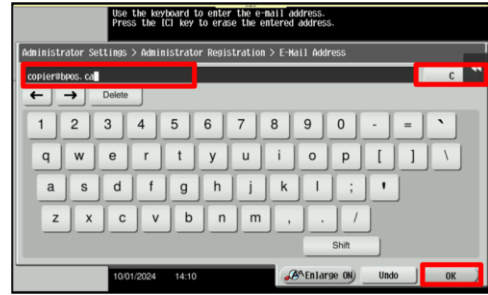 Use the keyboard to enter the e-mail address.
Press the [C] key to erase the entered address.
Administrator Settings > Administrator Registration > E-Mail Address
copier@bpos.ca
C
← → Delete
1 2 3 4 5 6 7 8 9 0 - = `
q w e r t y u i o p [ ] \
a s d f g h j k l ; '
z x c v b n m , . /
Shift
10/01/2024 14:10 Enlarge ON Undo OK